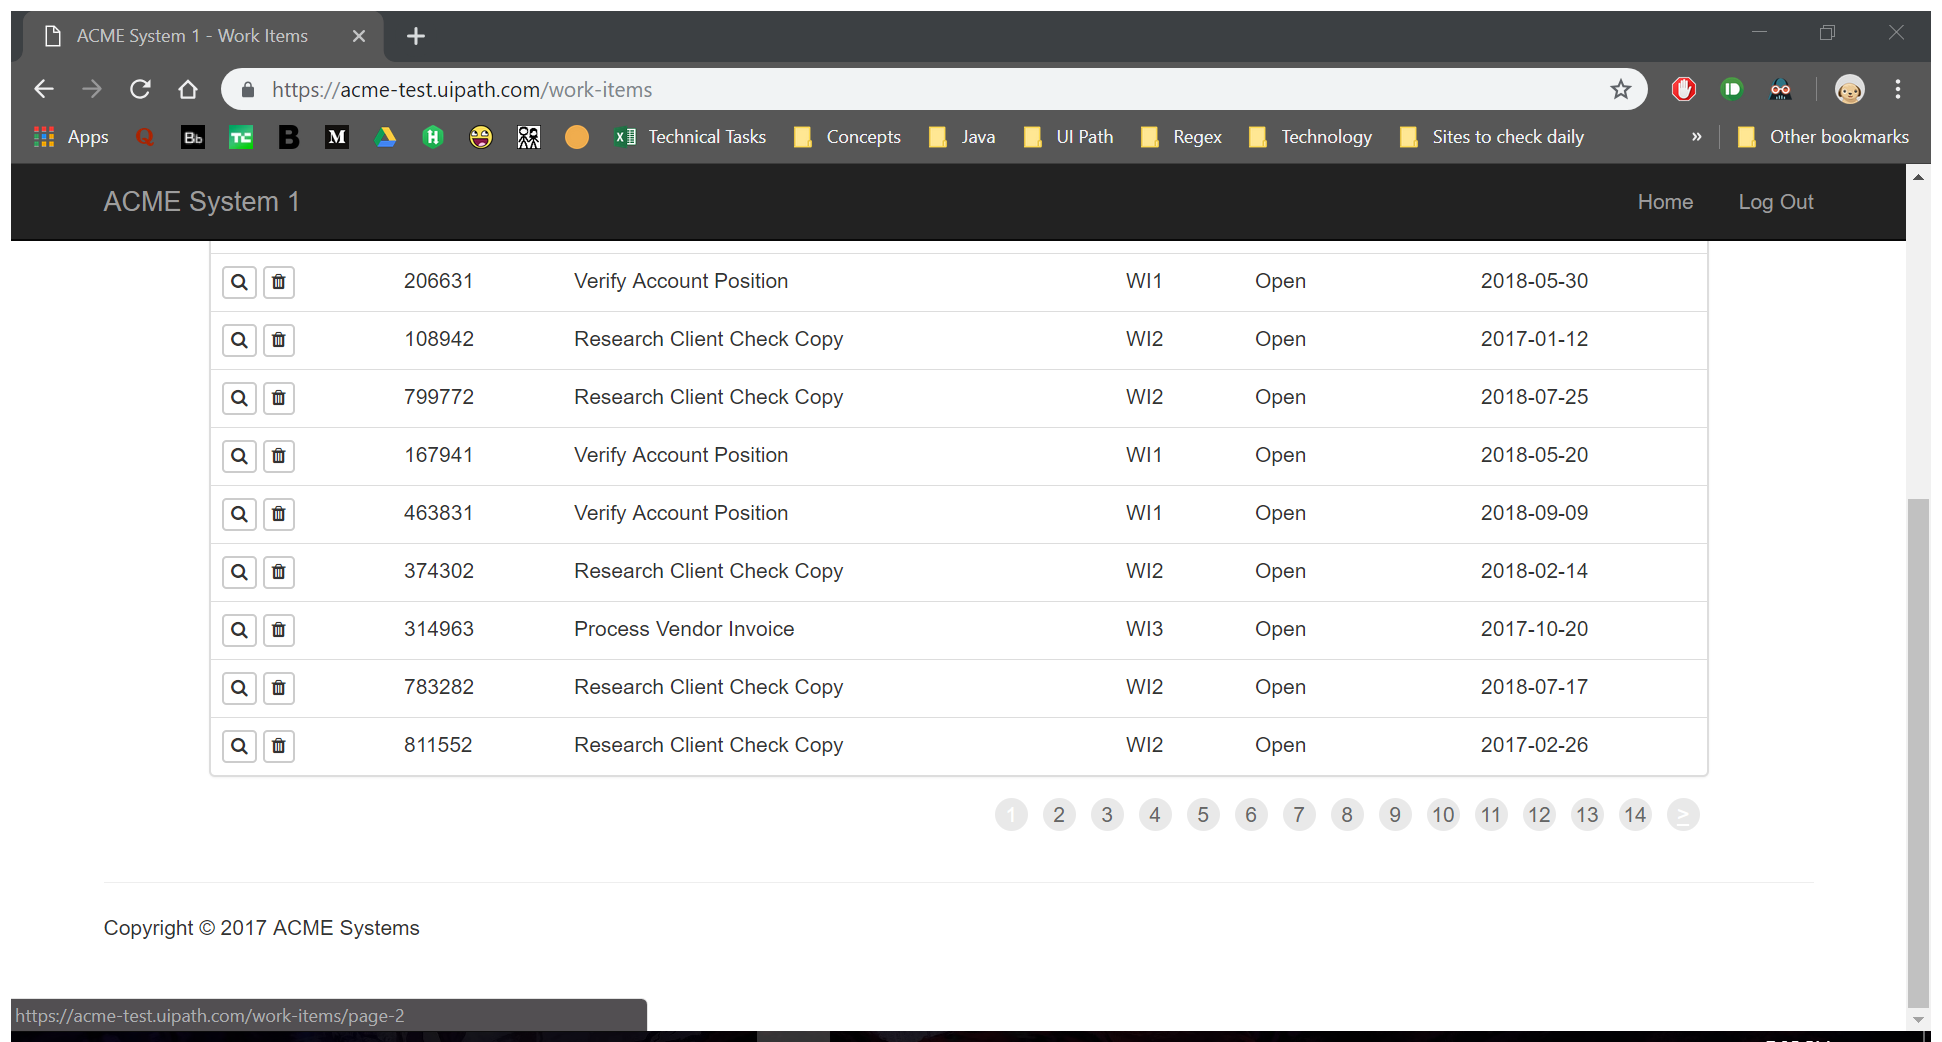 ACME System 1 - Work Items
https://acme-test.uipath.com/work-items
Apps Q Bb TC B M H Technical Tasks Concepts Java UI Path Regex Technology Sites to check daily » Other bookmarks
ACME System 1 Home Log Out
206631 Verify Account Position WI1 Open 2018-05-30
108942 Research Client Check Copy WI2 Open 2017-01-12
799772 Research Client Check Copy WI2 Open 2018-07-25
167941 Verify Account Position WI1 Open 2018-05-20
463831 Verify Account Position WI1 Open 2018-09-09
374302 Research Client Check Copy WI2 Open 2018-02-14
314963 Process Vendor Invoice WI3 Open 2017-10-20
783282 Research Client Check Copy WI2 Open 2018-07-17
811552 Research Client Check Copy WI2 Open 2017-02-26
1 2 3 4 5 6 7 8 9 10 11 12 13 14 >
Copyright © 2017 ACME Systems
https://acme-test.uipath.com/work-items/page-2